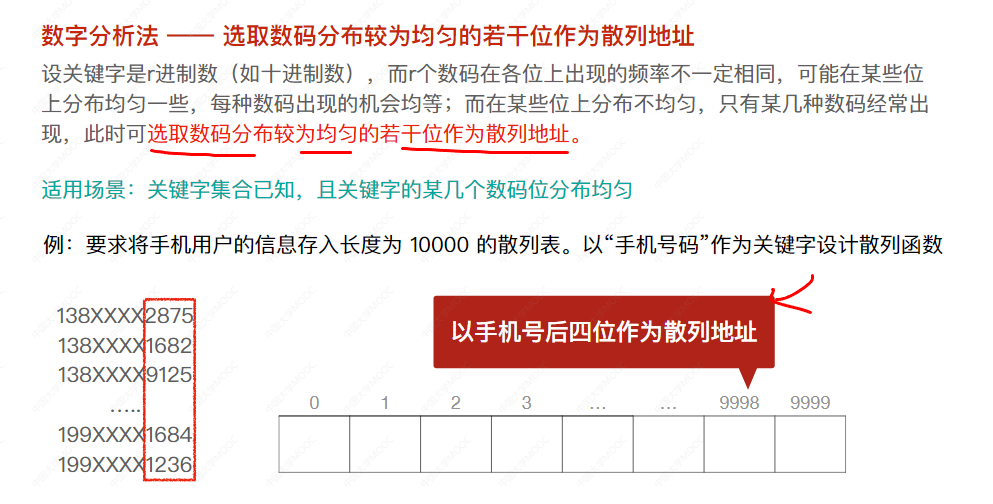 数字分析法 —— 选取数码分布较为均匀的若干位作为散列地址
设关键字是r进制数（如十进制数），而r个数码在各位上出现的频率不一定相同，可能在某些位
上分布均匀一些，每种数码出现的机会均等；而在某些位上分布不均匀，只有某几种数码经常出
现，此时可选取数码分布较为均匀的若干位作为散列地址。
适用场景：关键字集合已知，且关键字的某几个数码位分布均匀
例：要求将手机用户的信息存入长度为 10000 的散列表。以“手机号码”作为关键字设计散列函数
138XXXX2875
138XXXX1682
138XXXX9125
…..
199XXXX1684
199XXXX1236
以手机号后四位作为散列地址
0 1 2 3 … … 9998 9999